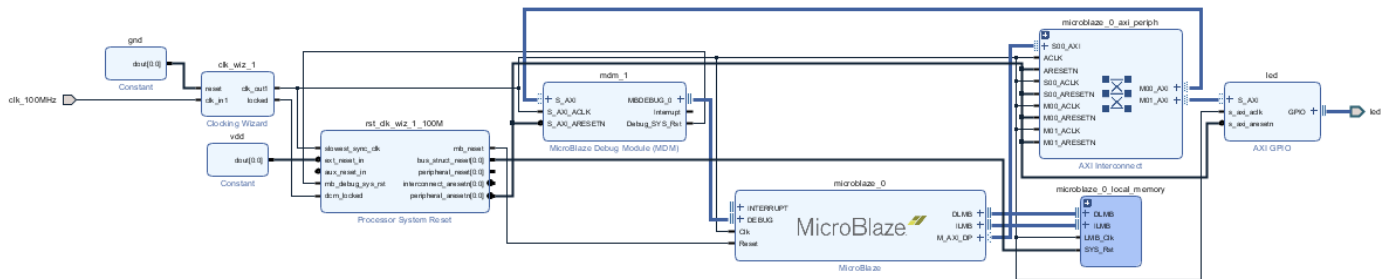 clk_100MHz
gnd
dout[0:0]
Constant
clk_wiz_1
reset
clk_in1
clk_out1
locked
Clocking Wizard
vdd
dout[0:0]
Constant
rst_clk_wiz_1_100M
slowest_sync_clk
ext_reset_in
aux_reset_in
mb_debug_sys_rst
dcm_locked
mb_reset
bus_struct_reset[0:0]
peripheral_reset[0:0]
interconnect_aresetn[0:0]
peripheral_aresetn[0:0]
Processor System Reset
mdm_1
S_AXI
S_AXI_ACLK
S_AXI_ARESETN
MBDEBUG_0
Interrupt
Debug_SYS_Rst
MicroBlaze Debug Module (MDM)
microblaze_0
INTERRUPT
DEBUG
Clk
Reset
MicroBlaze
DLMB
ILMB
M_AXI_DP
MicroBlaze
microblaze_0_axi_periph
S00_AXI
ACLK
ARESETN
S00_ACLK
S00_ARESETN
M00_ACLK
M00_ARESETN
M01_ACLK
M01_ARESETN
M00_AXI
M01_AXI
AXI Interconnect
microblaze_0_local_memory
DLMB
ILMB
LMB_Clk
SYS_Rst
led
S_AXI
s_axi_aclk
s_axi_aresetn
GPIO
AXI GPIO
led